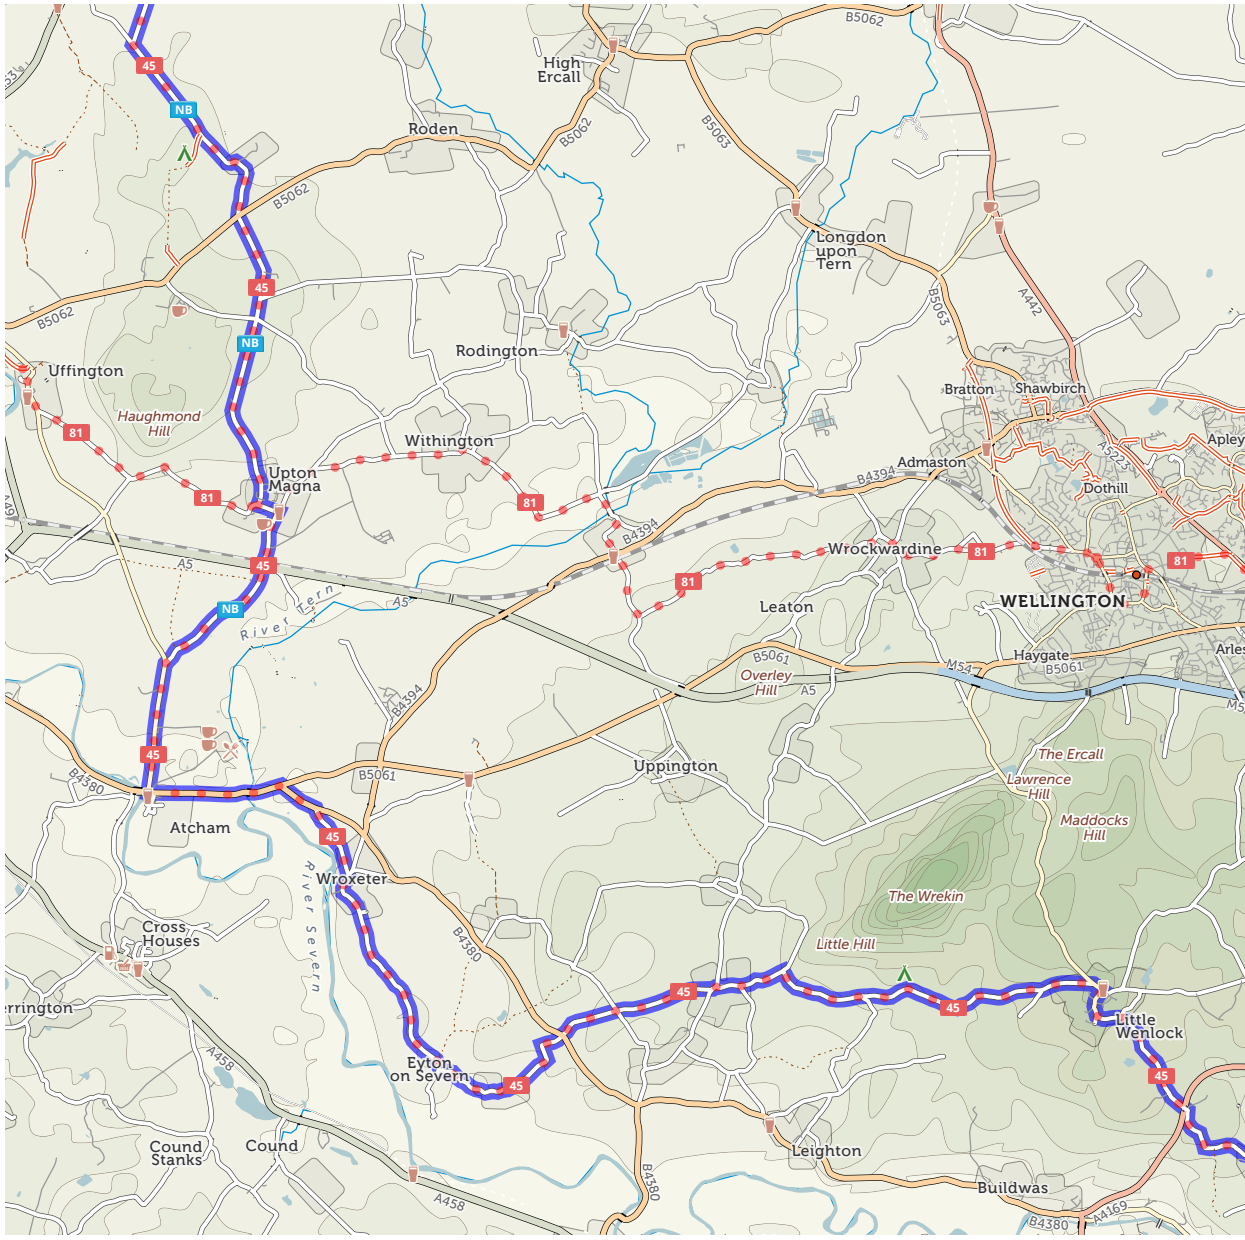 B5062
45
High
Ercall
NB
Roden
B5062
B5063
B5062
Longdon
upon
Tern
45
B5063
A442
B5062
NB
Rodington
Uffington
Bratton
Shawbirch
Haughmond
Hill
81
Withington
Apley
A5223
Admaston
Upton
Magna
B4394
Dothill
81
81
A49
B4394
Wrockwardine
81
81
A5
45
81
River Tern
A5
NB
Leaton
WELLINGTON
B5061
Haygate
B5061
Arles
M54
Overley
Hill
A5
B4394
M5
45
The Ercall
B4380
B5061
Uppington
Lawrence
Hill
Atcham
45
Maddocks
Hill
River Severn
Wroxeter
The Wrekin
Cross
Houses
B4380
Little Hill
45
45
errington
Little
Wenlock
A458
Eyton
on Severn
45
45
Cound
Stanks
Cound
Leighton
B4380
Buildwas
A458
B4380
A4169